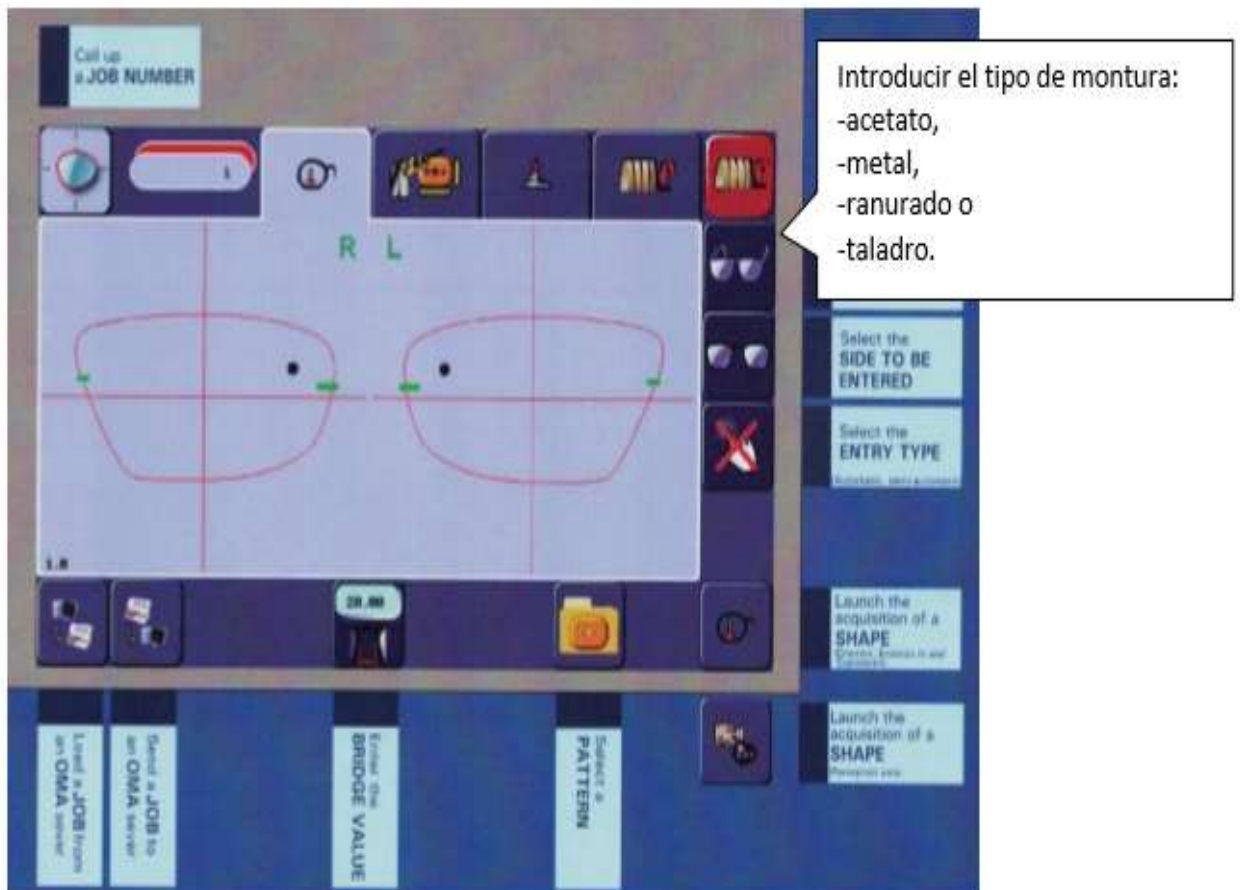 Call up
a JOB NUMBER
Introducir el tipo de montura:
-acetato,
-metal,
-ranurado o
-taladro.
R L
Select the
SIDE TO BE
ENTERED
Select the
ENTRY TYPE
1.0
20.00
Launch the
acquisition of a
SHAPE
Launch the
acquisition of a
SHAPE
Load a JOB from
an OMA server
Send a JOB to
an OMA server
Enter the
BRIDGE VALUE
Select a
PATTERN